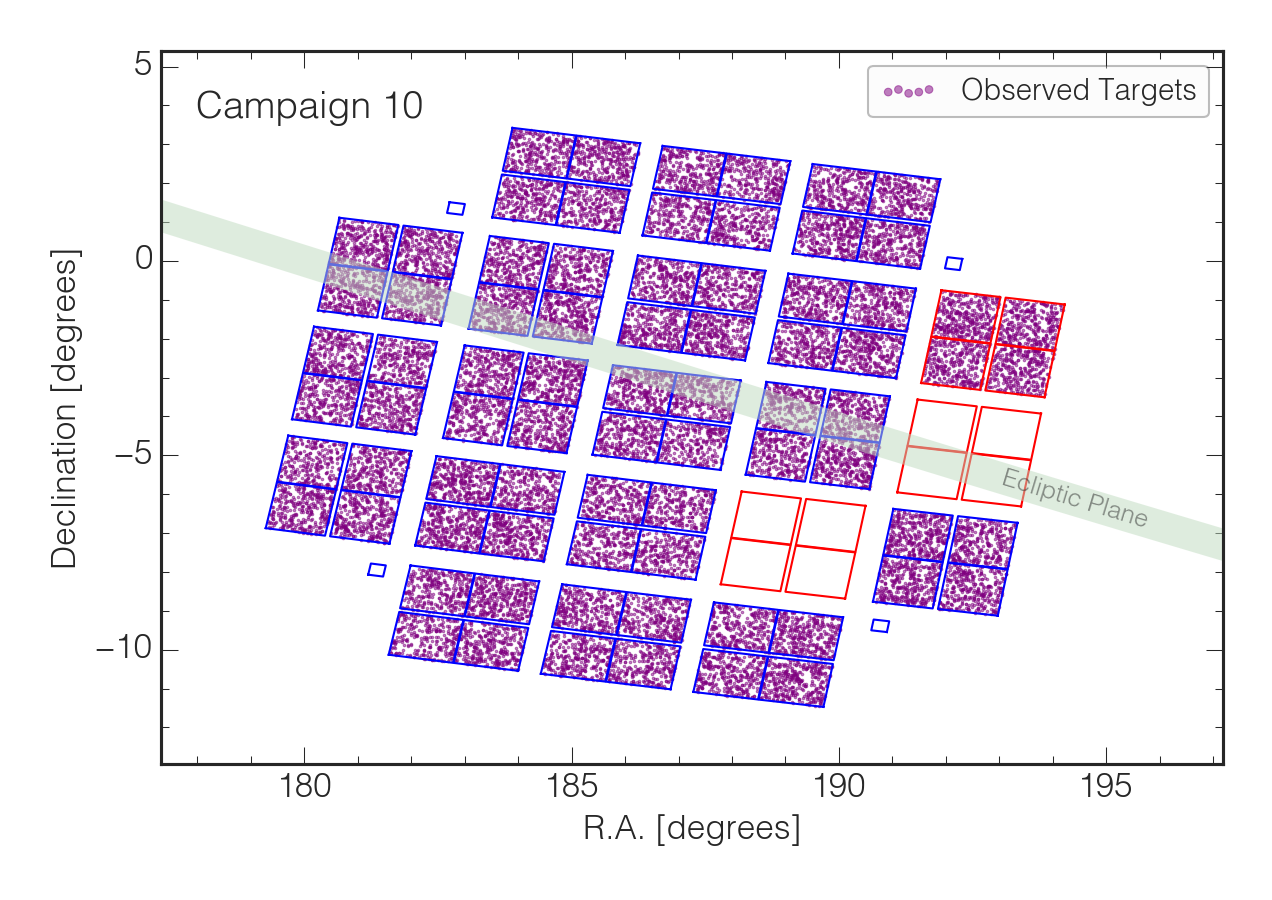 Campaign 10
Observed Targets
5
0
−5
−10
Declination [degrees]
Ecliptic Plane
180 185 190 195
R.A. [degrees]